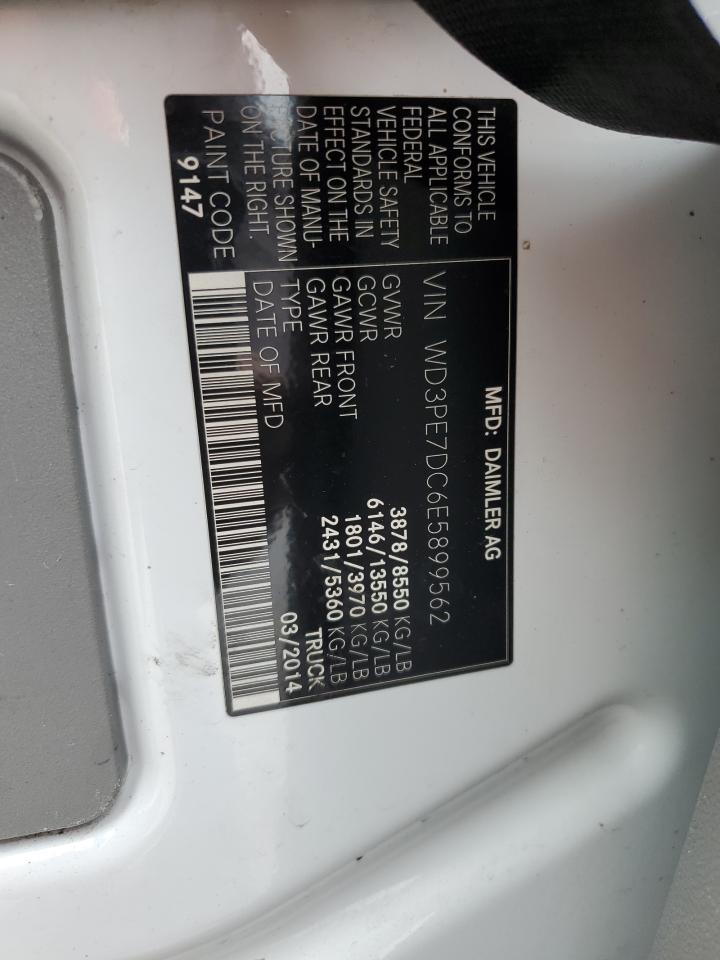 MFD: DAIMLER AG
THIS VEHICLE
CONFORMS TO
ALL APPLICABLE
FEDERAL
VEHICLE SAFETY
STANDARDS IN
EFFECT ON THE
DATE OF MANU-
FACTURE SHOWN
ON THE RIGHT.
PAINT CODE
9147
VIN WD3PE7DC6E5899562
GVWR 3878/8550 KG/LB
GCWR 6146/13550 KG/LB
GAWR FRONT 1801/3970 KG/LB
GAWR REAR 2431/5360 KG/LB
TYPE TRUCK
DATE OF MFD 03/2014